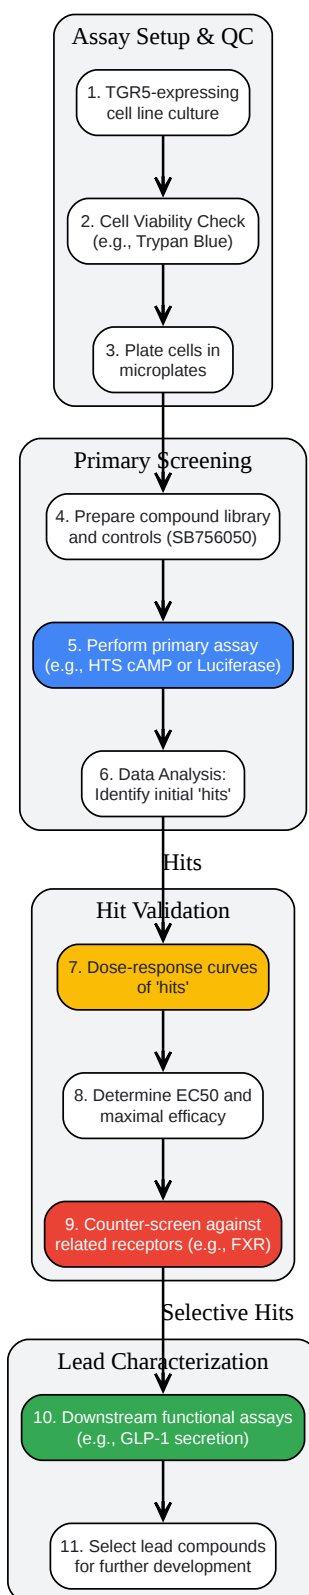 Assay Setup & QC
1. TGR5-expressing
cell line culture
2. Cell Viability Check
(e.g., Trypan Blue)
3. Plate cells in
microplates
Primary Screening
4. Prepare compound library
and controls (SB756050)
5. Perform primary assay
(e.g., HTS cAMP or Luciferase)
6. Data Analysis:
Identify initial 'hits'
Hits
Hit Validation
7. Dose-response curves
of 'hits'
8. Determine EC50 and
maximal efficacy
9. Counter-screen against
related receptors (e.g., FXR)
Selective Hits
Lead Characterization
10. Downstream functional assays
(e.g., GLP-1 secretion)
11. Select lead compounds
for further development